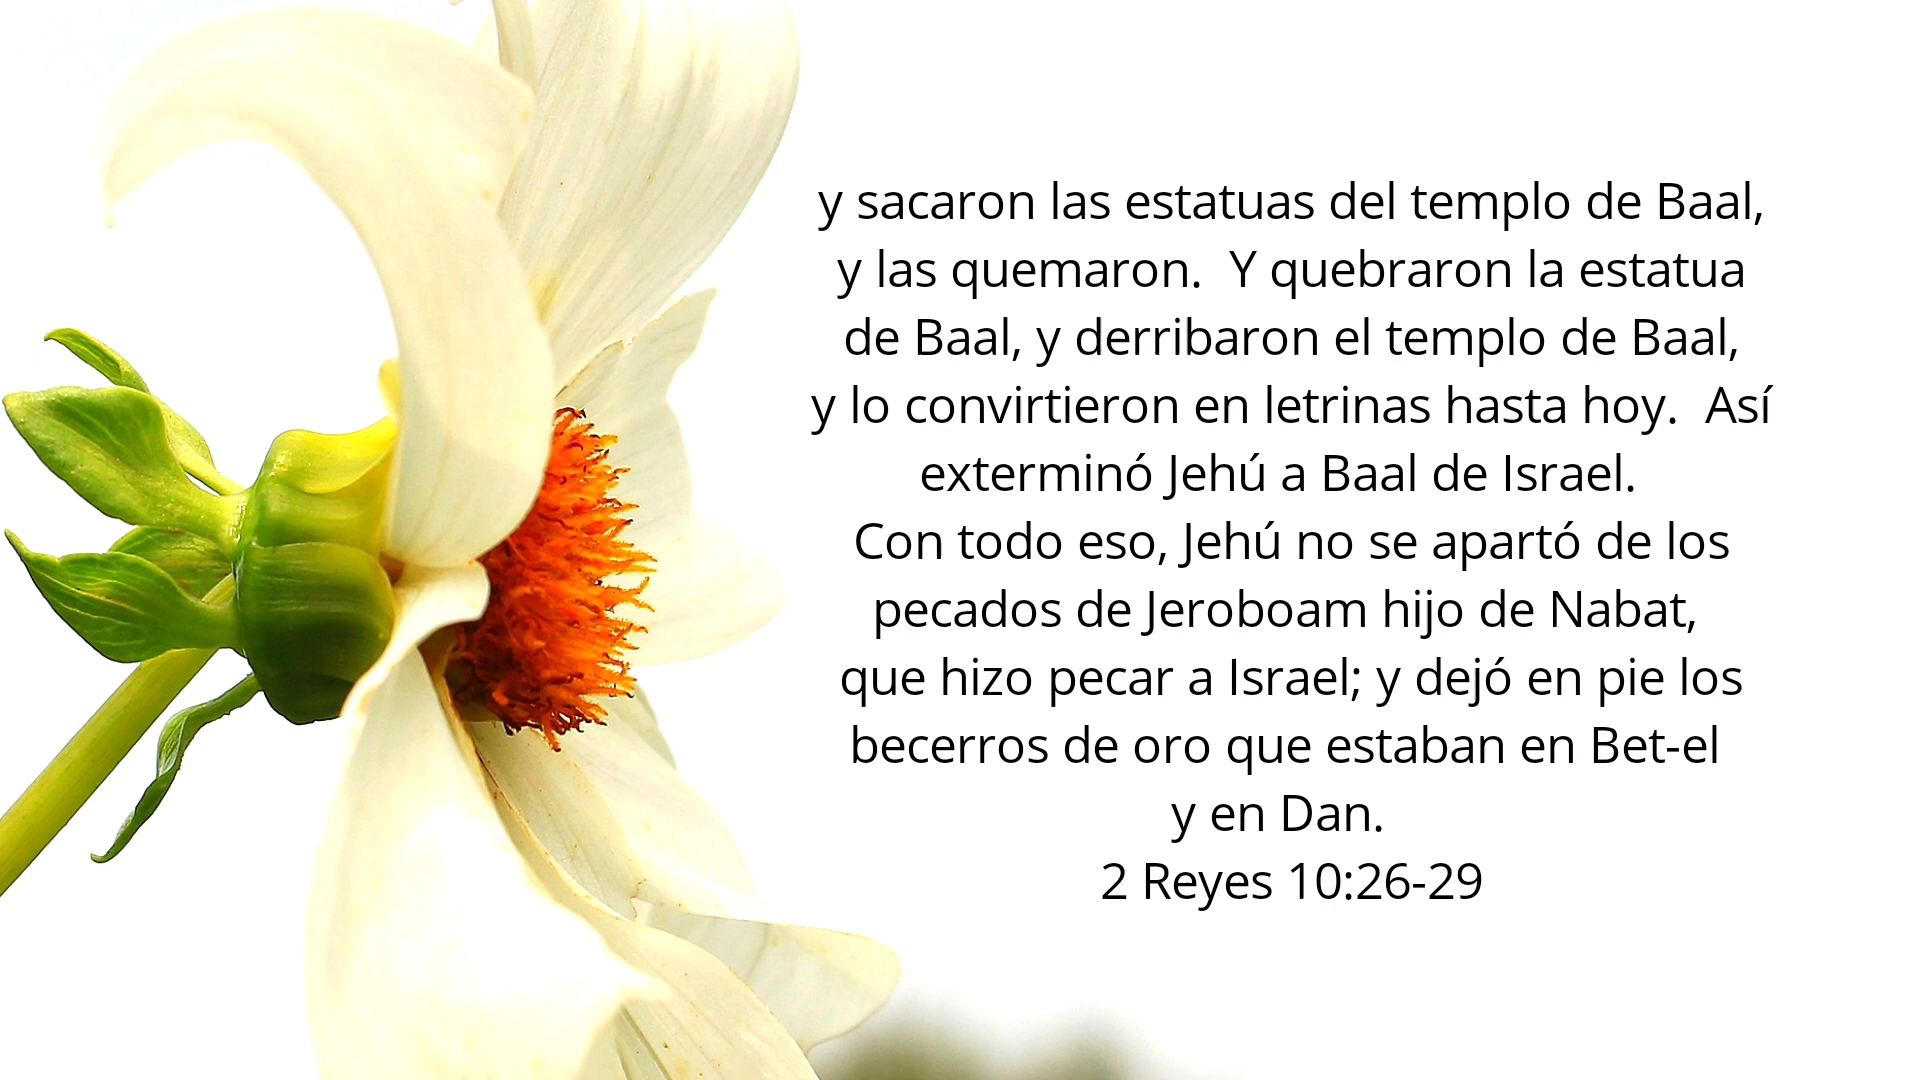 y sacaron las estatuas del templo de Baal,
y las quemaron.  Y quebraron la estatua
de Baal, y derribaron el templo de Baal,
y lo convirtieron en letrinas hasta hoy.  Así
exterminó Jehú a Baal de Israel.
Con todo eso, Jehú no se apartó de los
pecados de Jeroboam hijo de Nabat,
que hizo pecar a Israel; y dejó en pie los
becerros de oro que estaban en Bet-el
y en Dan.
2 Reyes 10:26-29